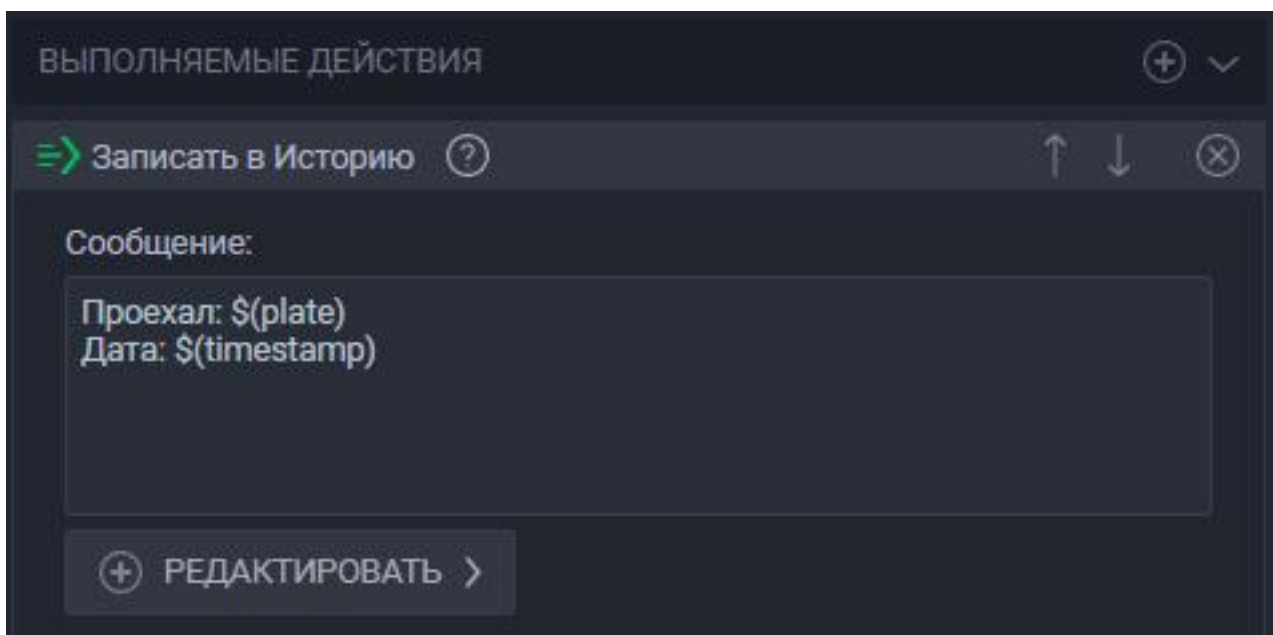 ВЫПОЛНЯЕМЫЕ ДЕЙСТВИЯ
Записать в Историю
Сообщение:
Проехал: $(plate)
Дата: $(timestamp)
РЕДАКТИРОВАТЬ